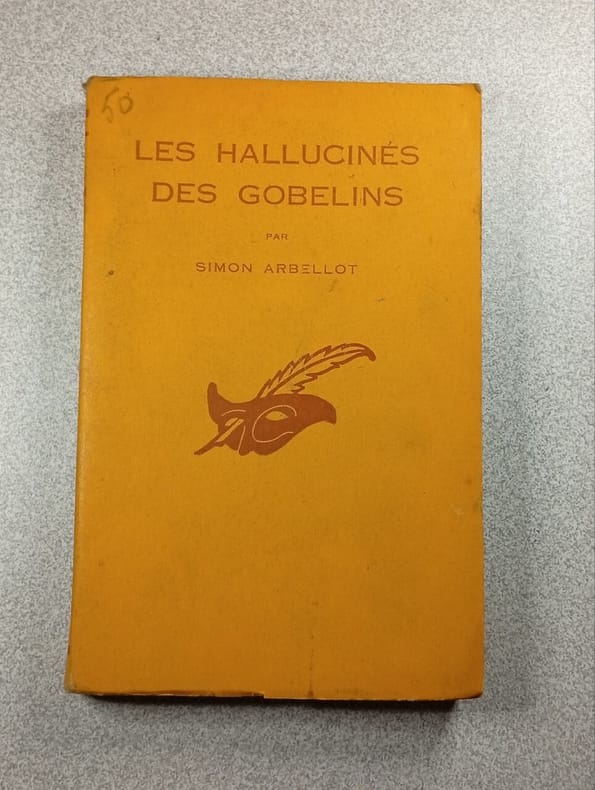 50
LES HALLUCINÉS
DES GOBELINS
PAR
SIMON ARBELLOT